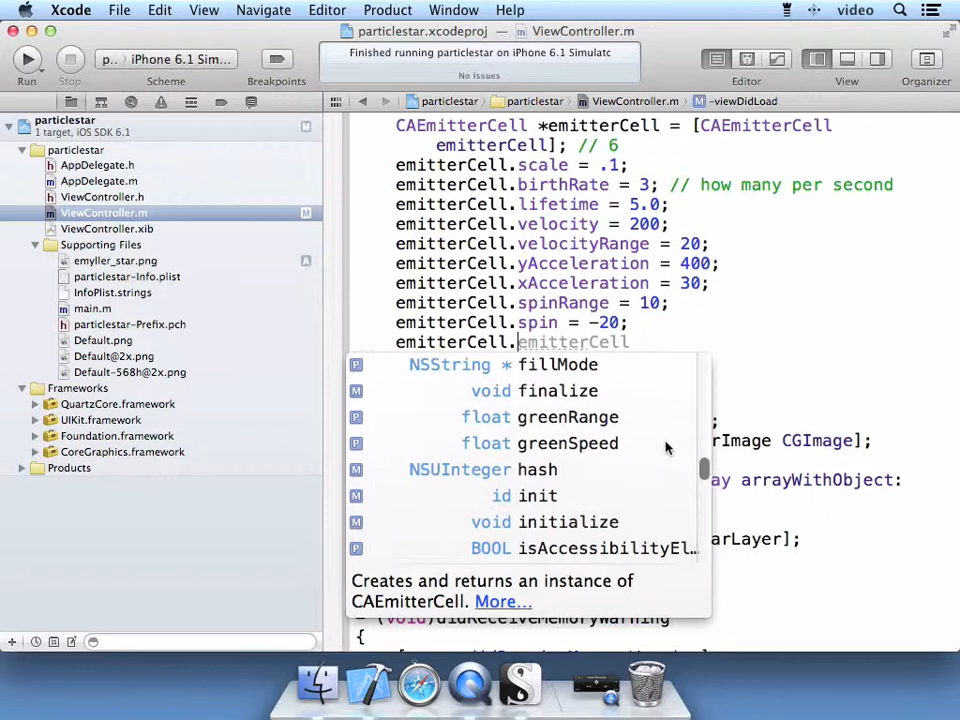 Xcode File Edit View Navigate Editor Product Window Help video
particlestar.xcodeproj — ViewController.m
Finished running particlestar on iPhone 6.1 Simulatc
No Issues
p.. iPhone 6.1 Sim...
Run Stop Scheme Breakpoints Editor View Organizer
particlestar particlestar ViewController.m -viewDidLoad
particlestar M
1 target, iOS SDK 6.1
particlestar
AppDelegate.h
AppDelegate.m
ViewController.h
ViewController.m M
ViewController.xib
Supporting Files
emyller_star.png A
particlestar-Info.plist
InfoPlist.strings
main.m
particlestar-Prefix.pch
Default.png
Default@2x.png
Default-568h@2x.png
Frameworks
QuartzCore.framework
UIKit.framework
Foundation.framework
CoreGraphics.framework
Products
CAEmitterCell *emitterCell = [CAEmitterCell
emitterCell]; // 6
emitterCell.scale = .1;
emitterCell.birthRate = 3; // how many per second
emitterCell.lifetime = 5.0;
emitterCell.velocity = 200;
emitterCell.velocityRange = 20;
emitterCell.yAcceleration = 400;
emitterCell.xAcceleration = 30;
emitterCell.spinRange = 10;
emitterCell.spin = -20;
emitterCell.emitterCell
P NSString * fillMode
M void finalize
P float greenRange
P float greenSpeed
M NSUInteger hash
M id init
M void initialize
P BOOL isAccessibilityEl...
Creates and returns an instance of
CAEmitterCell. More...
;
rImage CGImage];
ay arrayWithObject:
arLayer];
- (void)didReceiveMemoryWarning
{